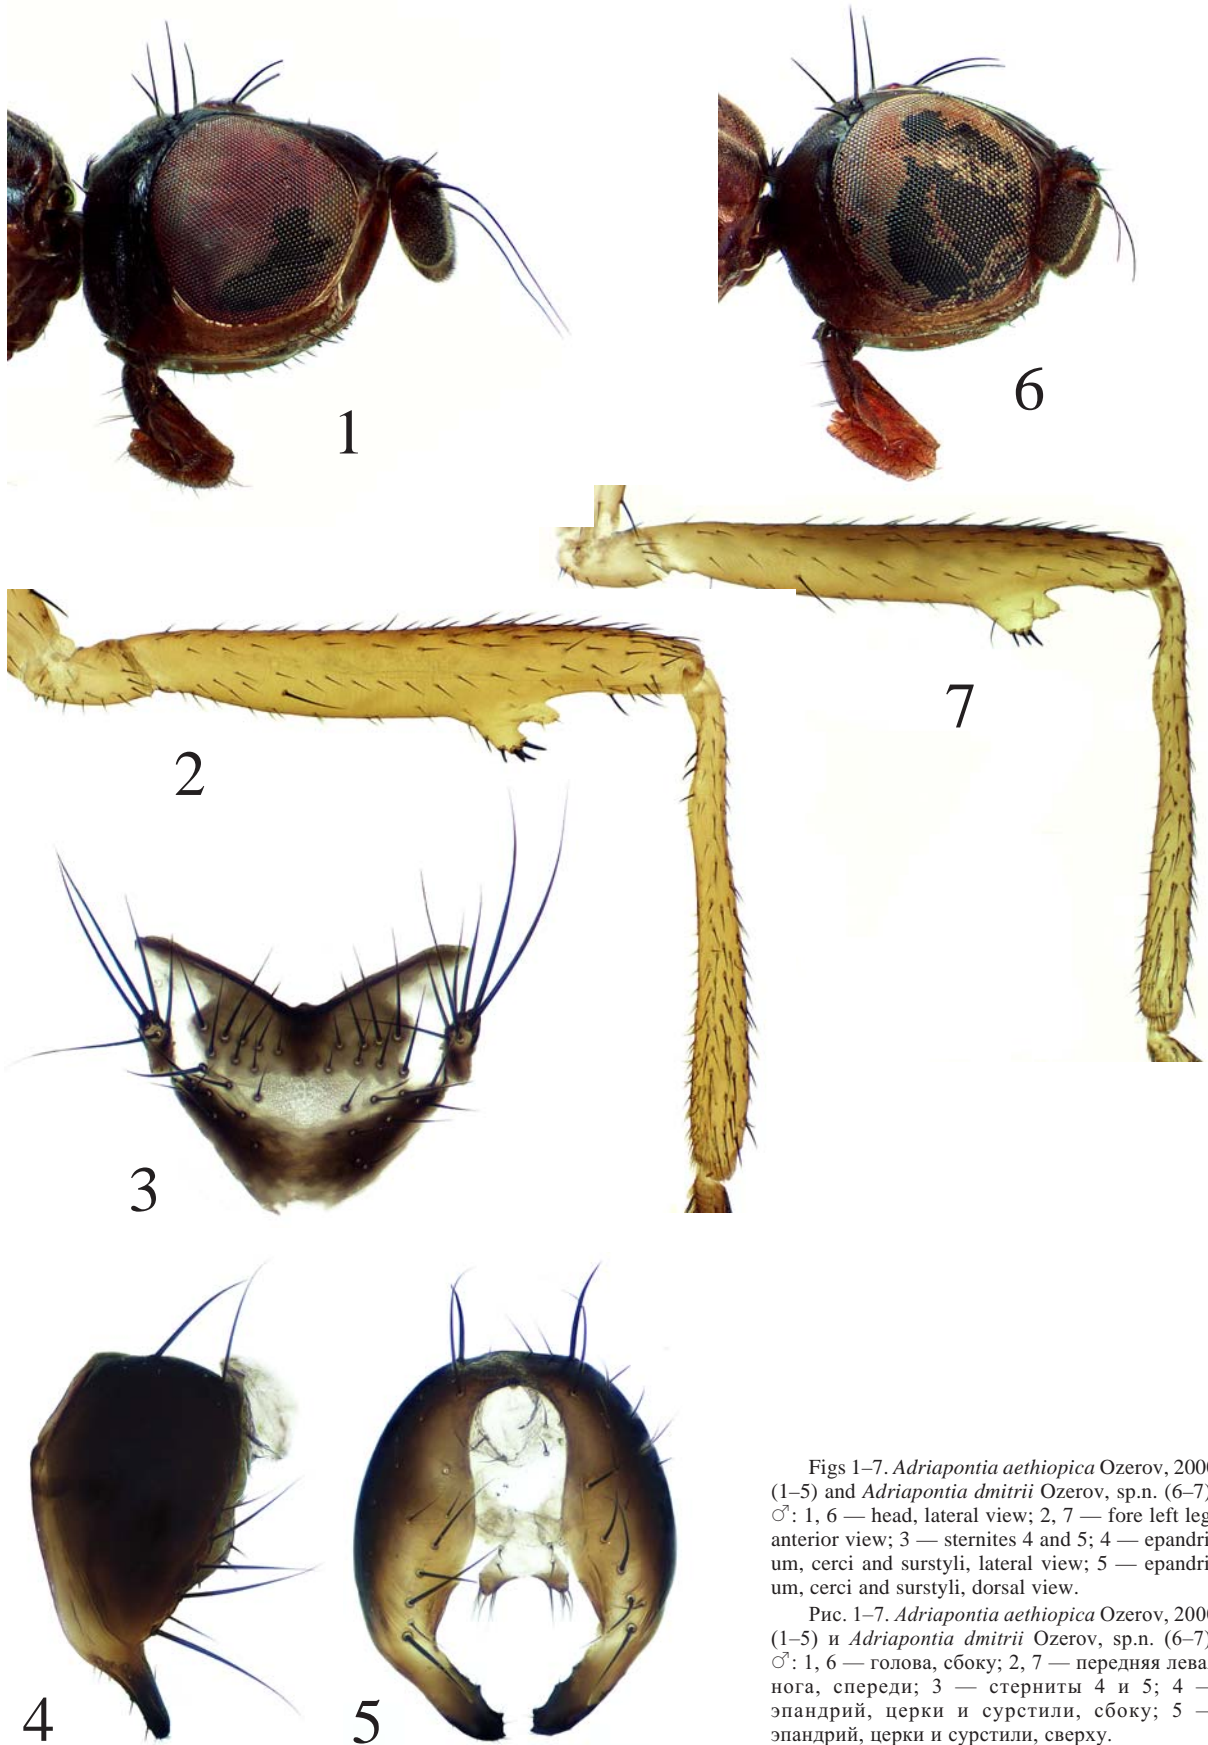 1
6
7
2
3
4
5
Figs 1–7. Adriapontia aethiopica Ozerov, 2000
(1–5) and Adriapontia dmitrii Ozerov, sp.n. (6–7)
♂: 1, 6 — head, lateral view; 2, 7 — fore left leg
anterior view; 3 — sternites 4 and 5; 4 — epandri
um, cerci and surstyli, lateral view; 5 — epandri
um, cerci and surstyli, dorsal view.
Рис. 1–7. Adriapontia aethiopica Ozerov, 2000
(1–5) и Adriapontia dmitrii Ozerov, sp.n. (6–7)
♂: 1, 6 — голова, сбоку; 2, 7 — передняя лева
нога, спереди; 3 — стерниты 4 и 5; 4 —
эпандрий, церки и сурстили, сбоку; 5 —
эпандрий, церки и сурстили, сверху.